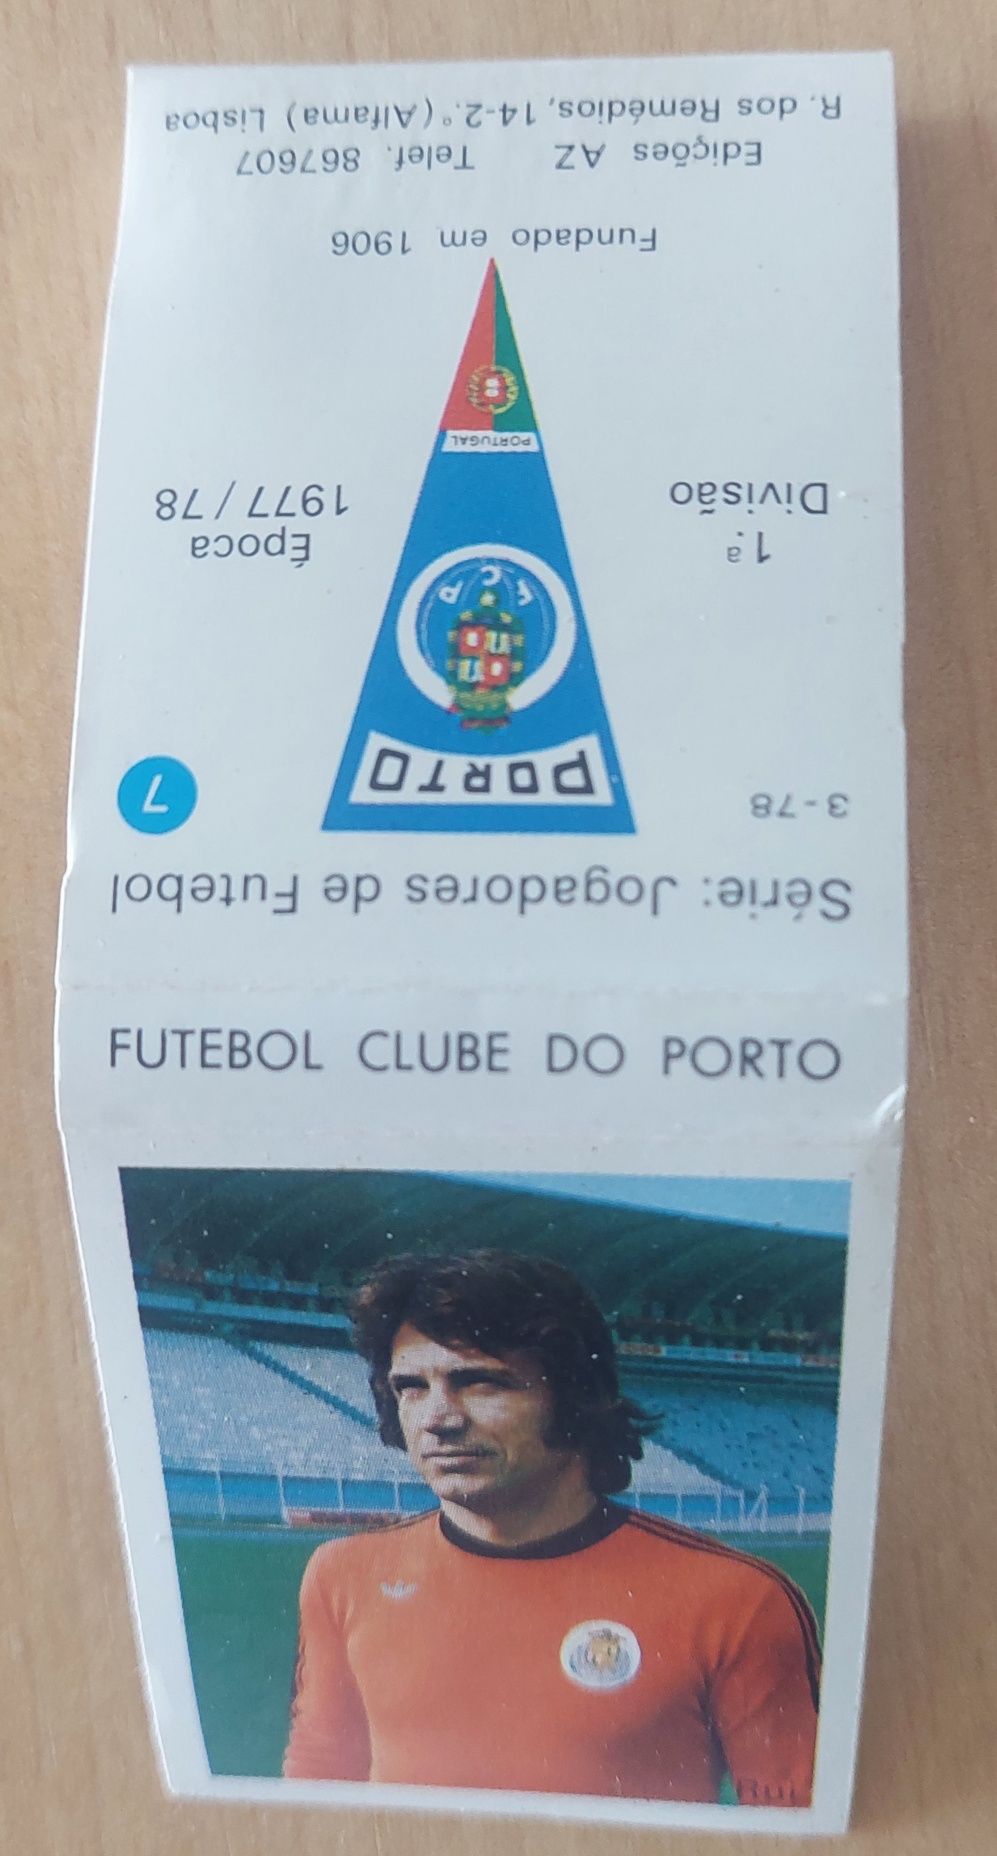 R. dos Remédios, 14-2.º (Alfama) Lisboa
Edições AZ Telef. 867607
Fundado em 1906
PORTUGAL
1.ª
Divisão
Época
1977/78
F C P
PORTO
3-78
7
Série: Jogadores de Futebol
FUTEBOL CLUBE DO PORTO
Rui